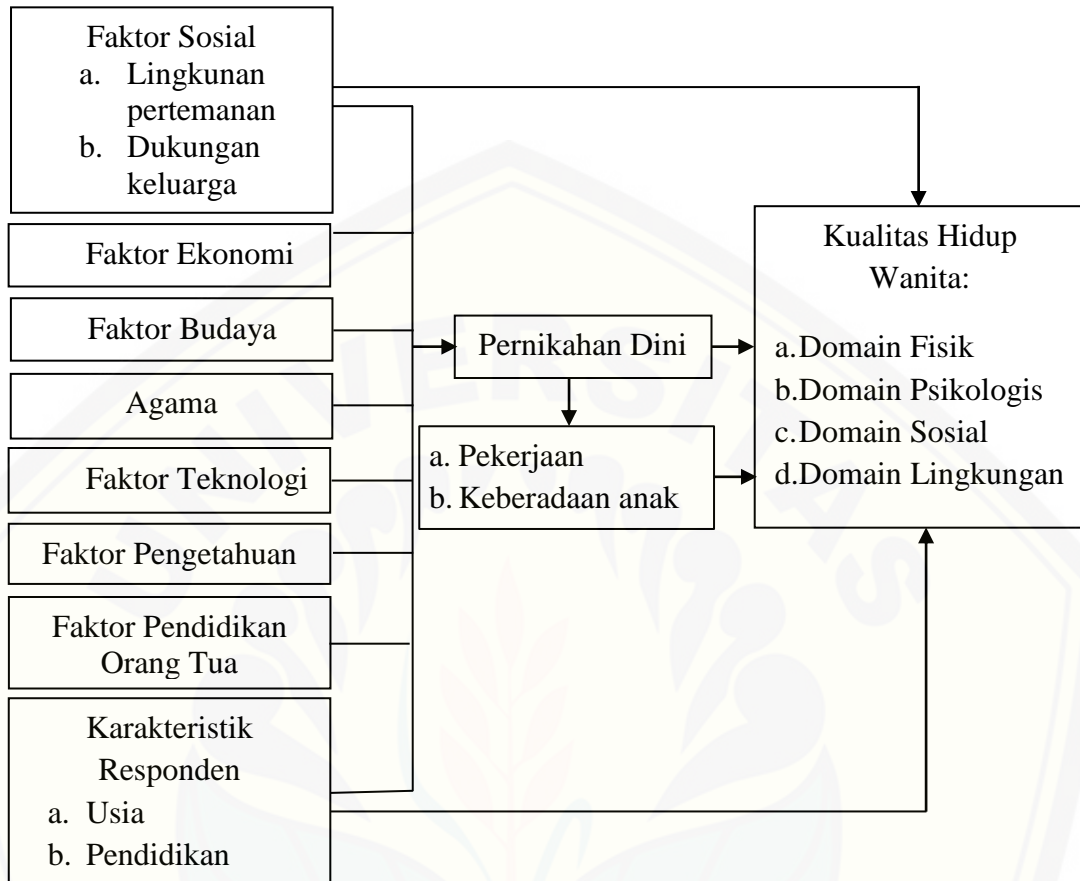 Faktor Sosial
a. Lingkunan
pertemanan
b. Dukungan
keluarga
Faktor Ekonomi
Faktor Budaya
Agama
Faktor Teknologi
Faktor Pengetahuan
Faktor Pendidikan
Orang Tua
Karakteristik
Responden
a. Usia
b. Pendidikan
Pernikahan Dini
a. Pekerjaan
b. Keberadaan anak
Kualitas Hidup
Wanita:
a.Domain Fisik
b.Domain Psikologis
c.Domain Sosial
d.Domain Lingkungan
UNIVERSITAS